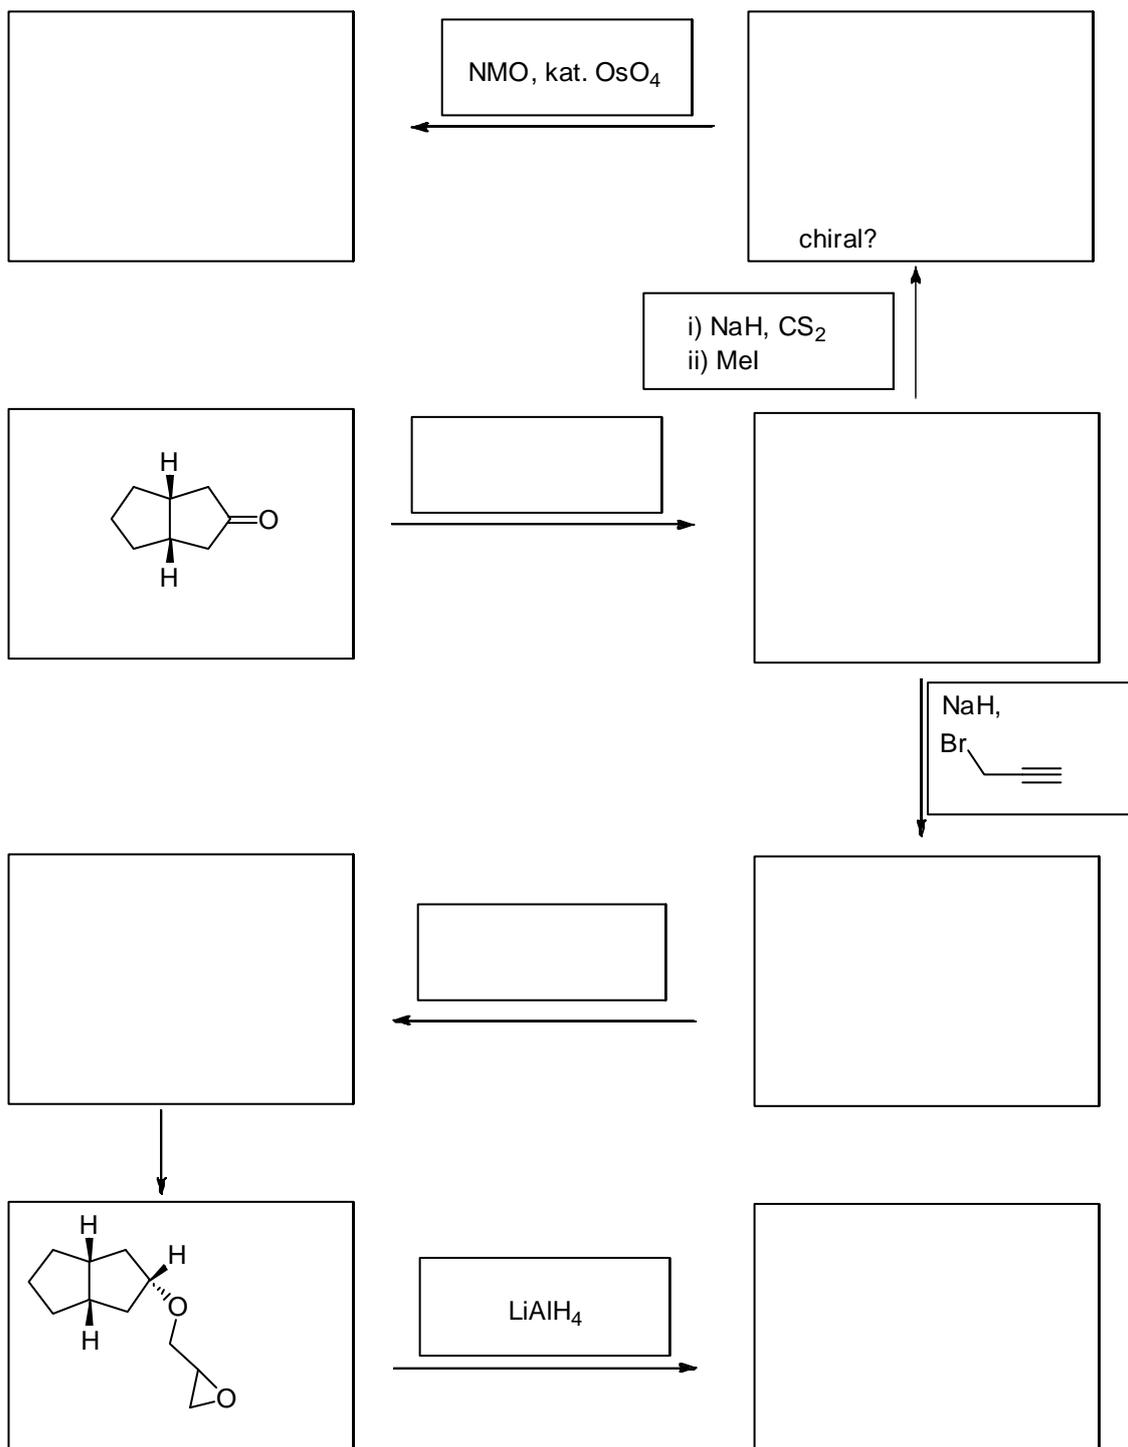 NMO, kat. OsO₄
chiral?
i) NaH, CS₂
ii) MeI
H
O
H
NaH,
Br
H
H
O
H
O
LiAlH₄